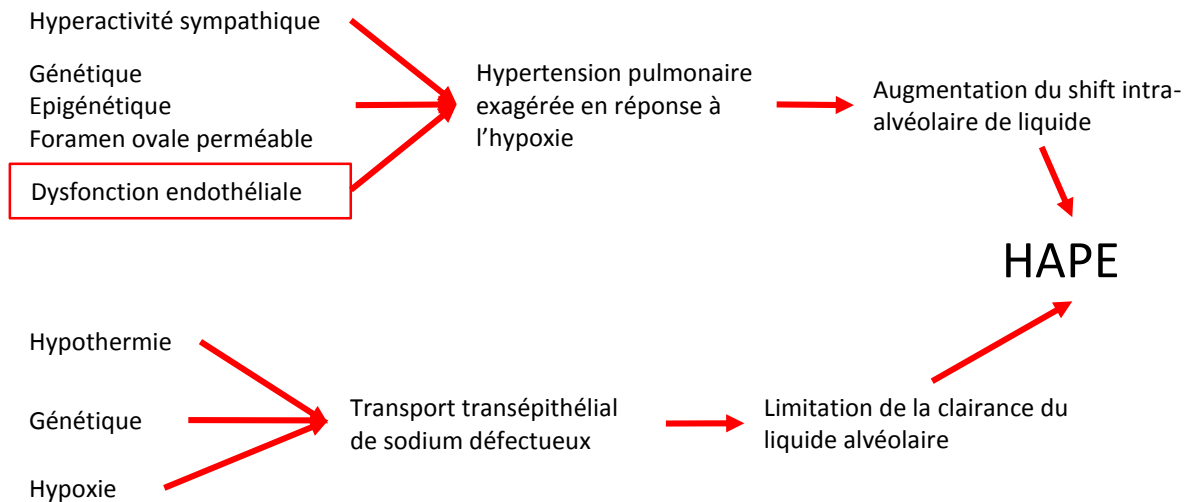 Hyperactivité sympathique
Génétique
Epigénétique
Foramen ovale perméable
Dysfonction endothéliale
Hypertension pulmonaire
exagérée en réponse à
l’hypoxie
Augmentation du shift intra-
alvéolaire de liquide
HAPE
Hypothermie
Génétique
Hypoxie
Transport transépithélial
de sodium défectueux
Limitation de la clairance du
liquide alvéolaire